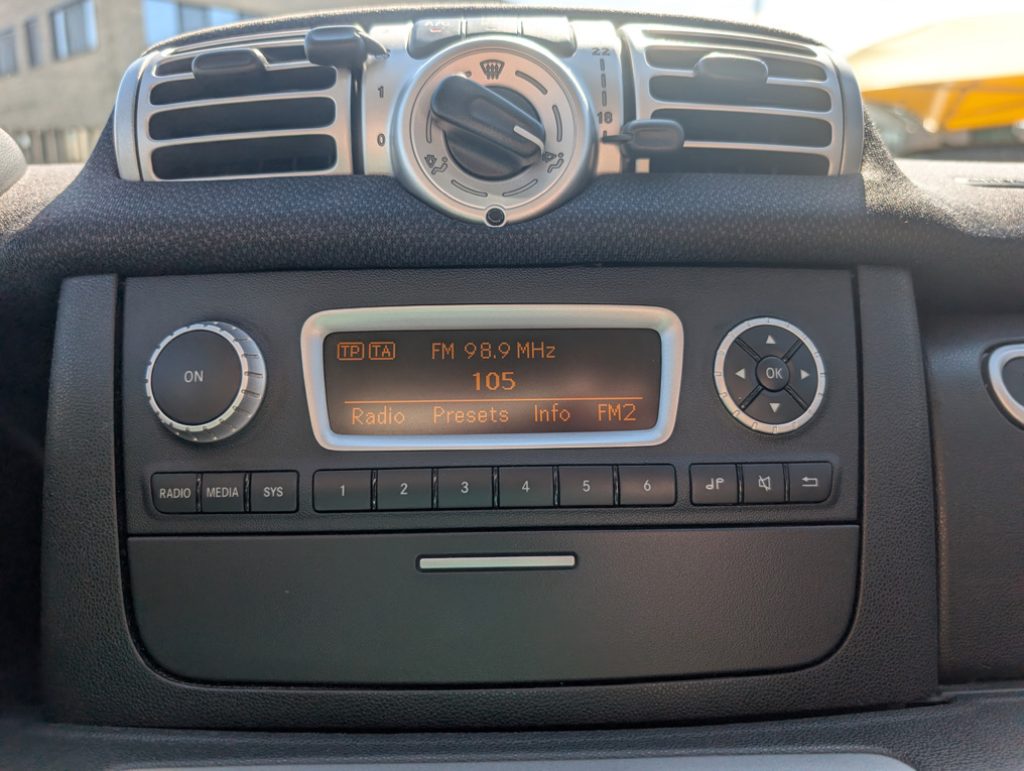 A/C
22
1
18
0
TP TA FM 98.9 MHz
105
Radio Presets Info FM2
ON
OK
RADIO MEDIA SYS
1 2 3 4 5 6